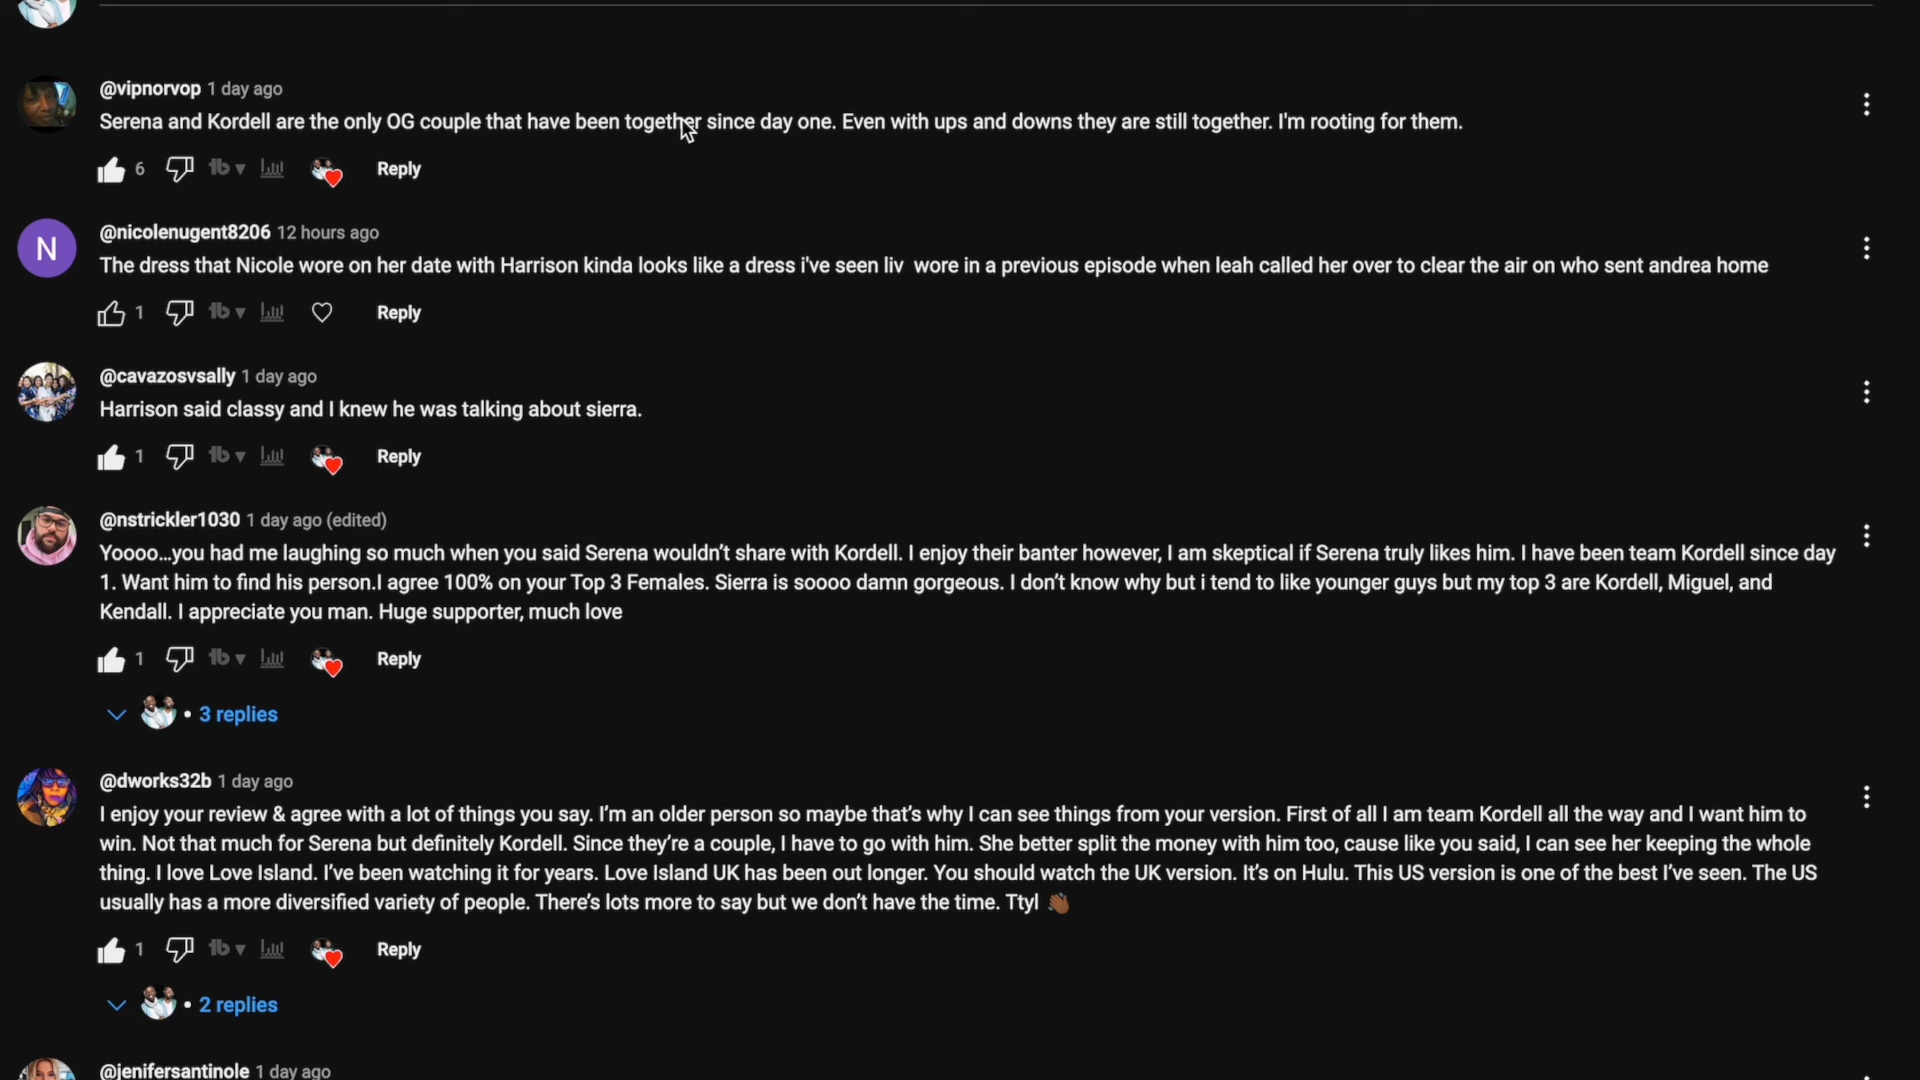 @vipnorvop 1 day ago
Serena and Kordell are the only OG couple that have been together since day one. Even with ups and downs they are still together. I'm rooting for them.
6 Reply
N
@nicolenugent8206 12 hours ago
The dress that Nicole wore on her date with Harrison kinda looks like a dress i've seen liv  wore in a previous episode when leah called her over to clear the air on who sent andrea home
1 Reply
@cavazosvsally 1 day ago
Harrison said classy and I knew he was talking about sierra.
1 Reply
@nstrickler1030 1 day ago (edited)
Yoooo...you had me laughing so much when you said Serena wouldn’t share with Kordell. I enjoy their banter however, I am skeptical if Serena truly likes him. I have been team Kordell since day
1. Want him to find his person.I agree 100% on your Top 3 Females. Sierra is soooo damn gorgeous. I don’t know why but i tend to like younger guys but my top 3 are Kordell, Miguel, and
Kendall. I appreciate you man. Huge supporter, much love
1 Reply
• 3 replies
@dworks32b 1 day ago
I enjoy your review & agree with a lot of things you say. I’m an older person so maybe that’s why I can see things from your version. First of all I am team Kordell all the way and I want him to
win. Not that much for Serena but definitely Kordell. Since they’re a couple, I have to go with him. She better split the money with him too, cause like you said, I can see her keeping the whole
thing. I love Love Island. I’ve been watching it for years. Love Island UK has been out longer. You should watch the UK version. It’s on Hulu. This US version is one of the best I’ve seen. The US
usually has a more diversified variety of people. There’s lots more to say but we don’t have the time. Ttyl 👋🏾
1 Reply
• 2 replies
@jenifersantinole 1 day ago